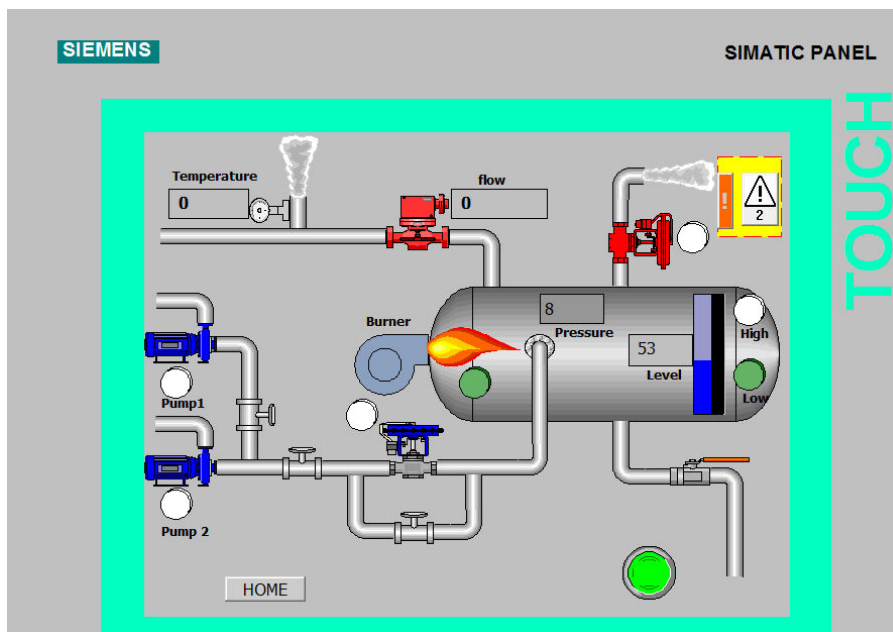 SIEMENS
SIMATIC PANEL
TOUCH
Temperature
0
flow
0
2
8
Pressure
Burner
High
53
Level
Low
Pump1
Pump 2
HOME